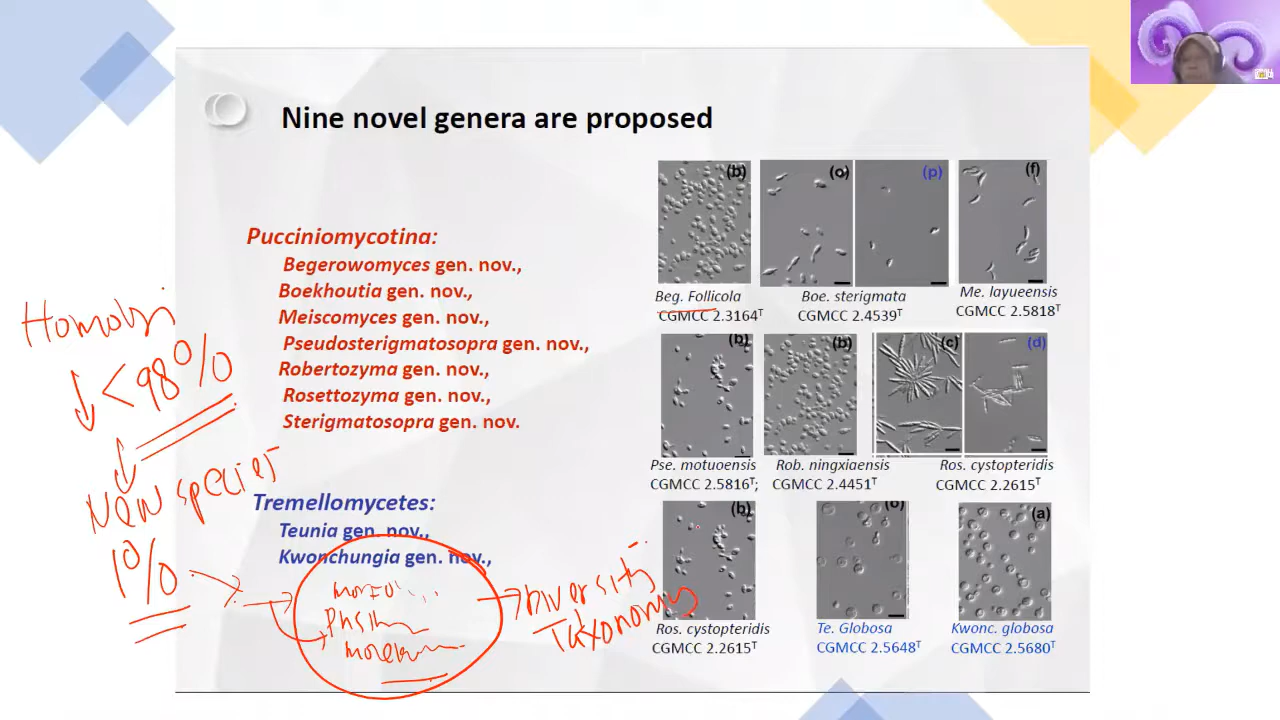 Nine novel genera are proposed
Pucciniomycotina:
Begerowomyces gen. nov.,
Boekhoutia gen. nov.,
Meiscomyces gen. nov.,
Pseudosterigmatosopra gen. nov.,
Robertozyma gen. nov.,
Rosettozyma gen. nov.,
Sterigmatosopra gen. nov.
Tremellomycetes:
Teunia gen. nov.,
Kwonchungia gen. nov.,
<98%
New species
1%
Diversity
Taxonomy
(b)
(o)
(p)
(f)
Beg. Follicola
CGMCC 2.3164T
Boe. sterigmata
CGMCC 2.4539T
Me. layueensis
CGMCC 2.5818T
(b)
(b)
(c)
(d)
Pse. motuoensis
CGMCC 2.5816T;
Rob. ningxiaensis
CGMCC 2.4451T
Ros. cystopteridis
CGMCC 2.2615T
(b)
(o)
(a)
Ros. cystopteridis
CGMCC 2.2615T
Te. Globosa
CGMCC 2.5648T
Kwonc. globosa
CGMCC 2.5680T